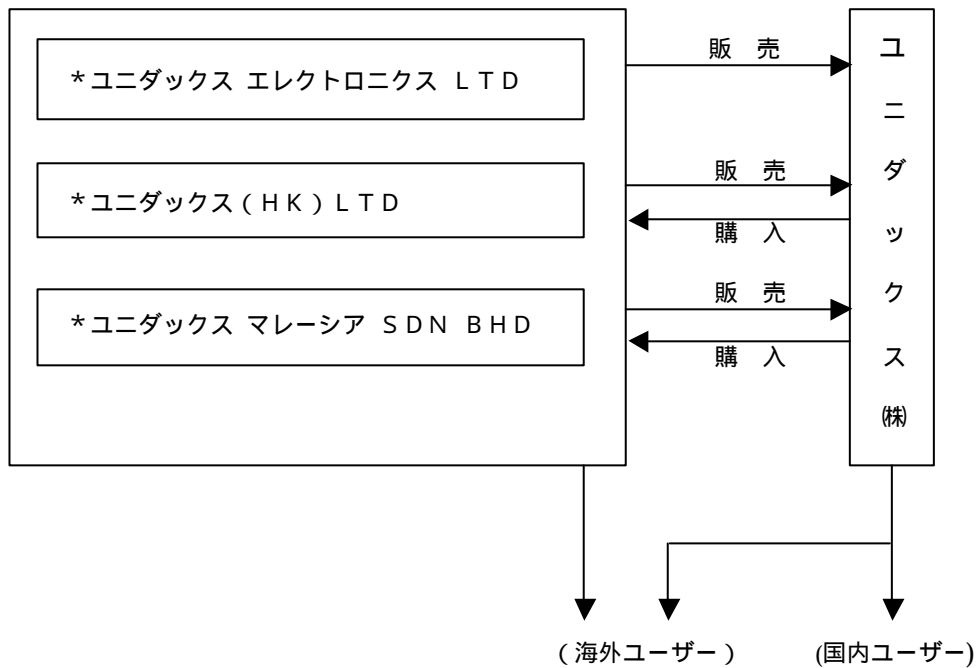 *ユニダックス エレクトロニクス LTD
販 売
*ユニダックス(HK)LTD
販 売
購 入
*ユニダックス マレーシア SDN BHD
販 売
購 入
ユニダックス㈱
(海外ユーザー)
(国内ユーザー)